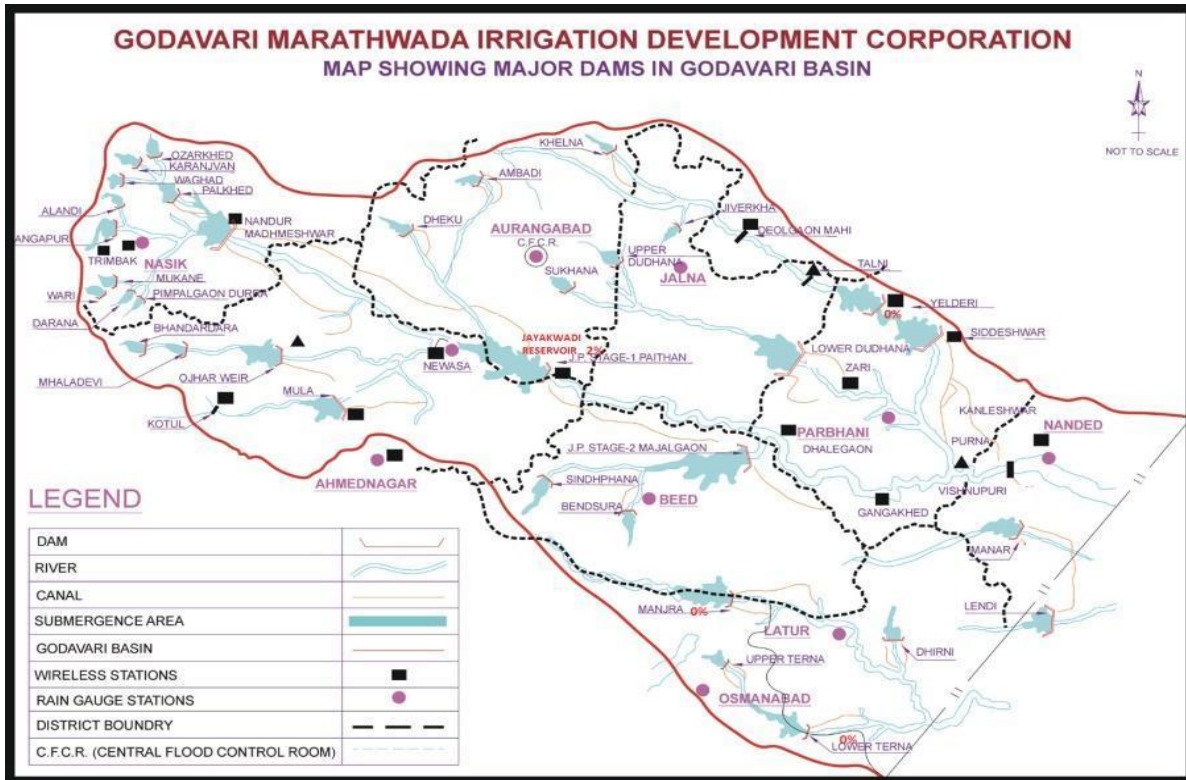 GODAVARI MARATHWADA IRRIGATION DEVELOPMENT CORPORATION
MAP SHOWING MAJOR DAMS IN GODAVARI BASIN
N
NOT TO SCALE
OZARKHED
KARANJVAN
WAGHAD
PALKHED
ALANDI
ANGAPUR
TRIMBAK
NASIK
NANDUR
MADHMESHWAR
MUKANE
WARI
PIMPALGAON DURRA
DARANA
BHANDARDARA
MHALADEVI
OJHAR WEIR
KOTUL
MULA
AHMEDNAGAR
NEWASA
DHEKU
AMBADI
KHELNA
AURANGABAD
C.F.C.R.
SUKHANA
UPPER
DUDHANA
JALNA
JIVERKHA
DEOLGAON MAHI
TALNI
YELDERI
0%
SIDDESHWAR
LOWER DUDHANA
ZARI
JAYAKWADI
RESERVOIR 2%
J.P. STAGE-1 PAITHAN
KANLESHWAR
NANDED
PARBHANI
DHALEGAON
PURNA
VISHNUPURI
GANGAKHED
J.P. STAGE-2 MAJALGAON
SINDHPHANA
BENDSURA
BEED
MANAR
LENDI
MANJRA
0%
LATUR
DHIRNI
UPPER TERNA
OSMANABAD
0%
LOWER TERNA
LEGEND
DAM
RIVER
CANAL
SUBMERGENCE AREA
GODAVARI BASIN
WIRELESS STATIONS
RAIN GAUGE STATIONS
DISTRICT BOUNDRY
C.F.C.R. (CENTRAL FLOOD CONTROL ROOM)